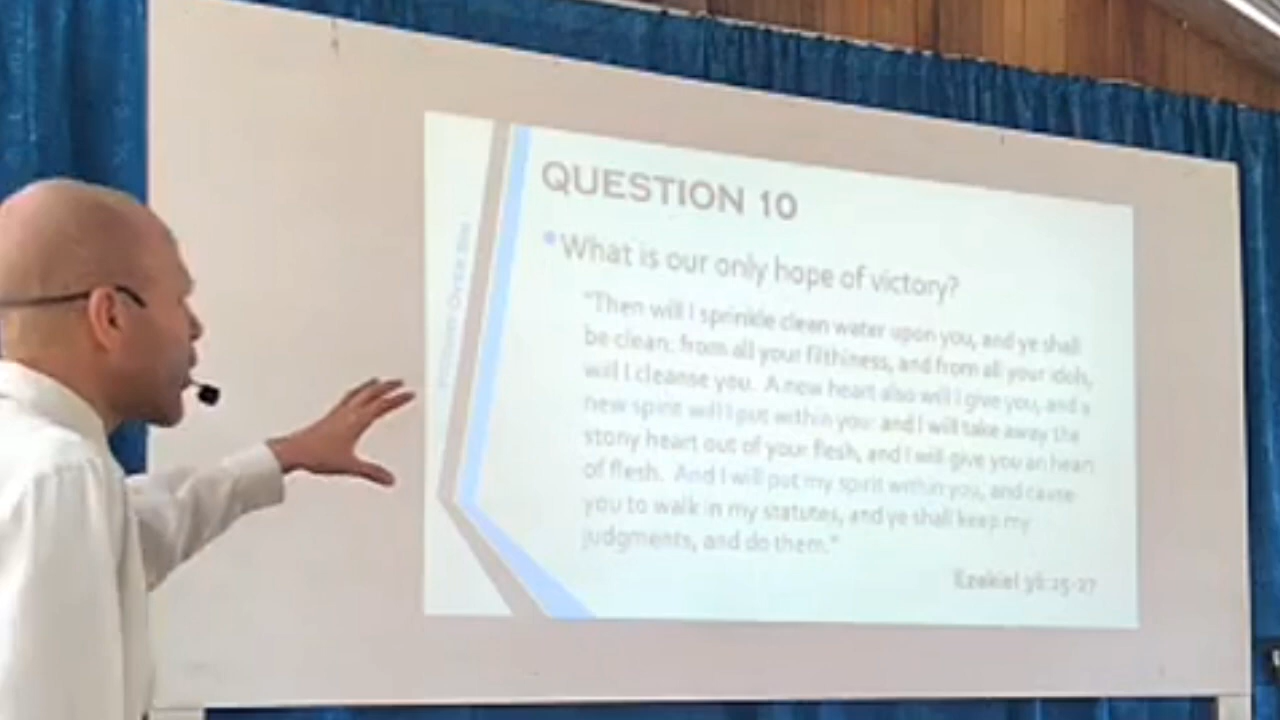 QUESTION 10
What is our only hope of victory?
"Then will I sprinkle clean water upon you, and ye shall
be clean: from all your filthiness, and from all your idols,
will I cleanse you. A new heart also will I give you, and a
new spirit will I put within you: and I will take away the
stony heart out of your flesh, and I will give you an heart
of flesh. And I will put my spirit within you, and cause
you to walk in my statutes, and ye shall keep my
judgments, and do them."
Ezekiel 36:25-27